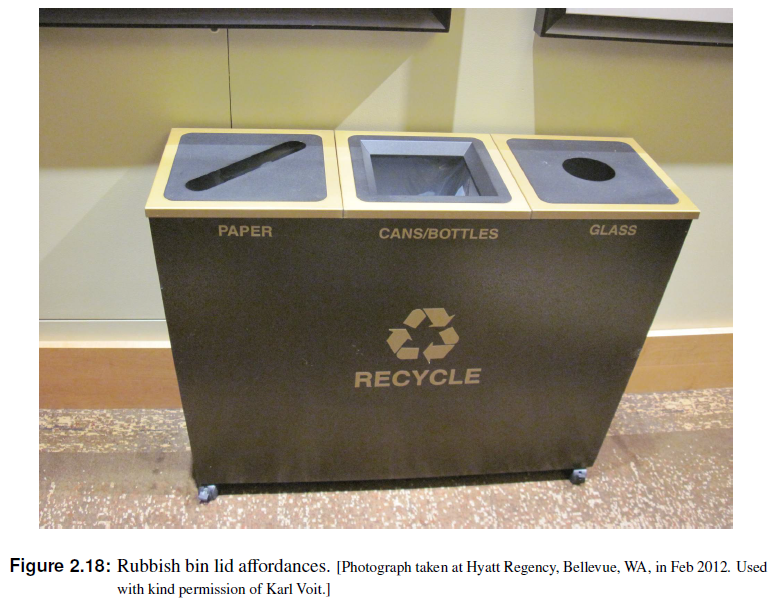 PAPER
CANS/BOTTLES
GLASS
RECYCLE
Figure 2.18: Rubbish bin lid affordances. [Photograph taken at Hyatt Regency, Bellevue, WA, in Feb 2012. Used
with kind permission of Karl Voit.]